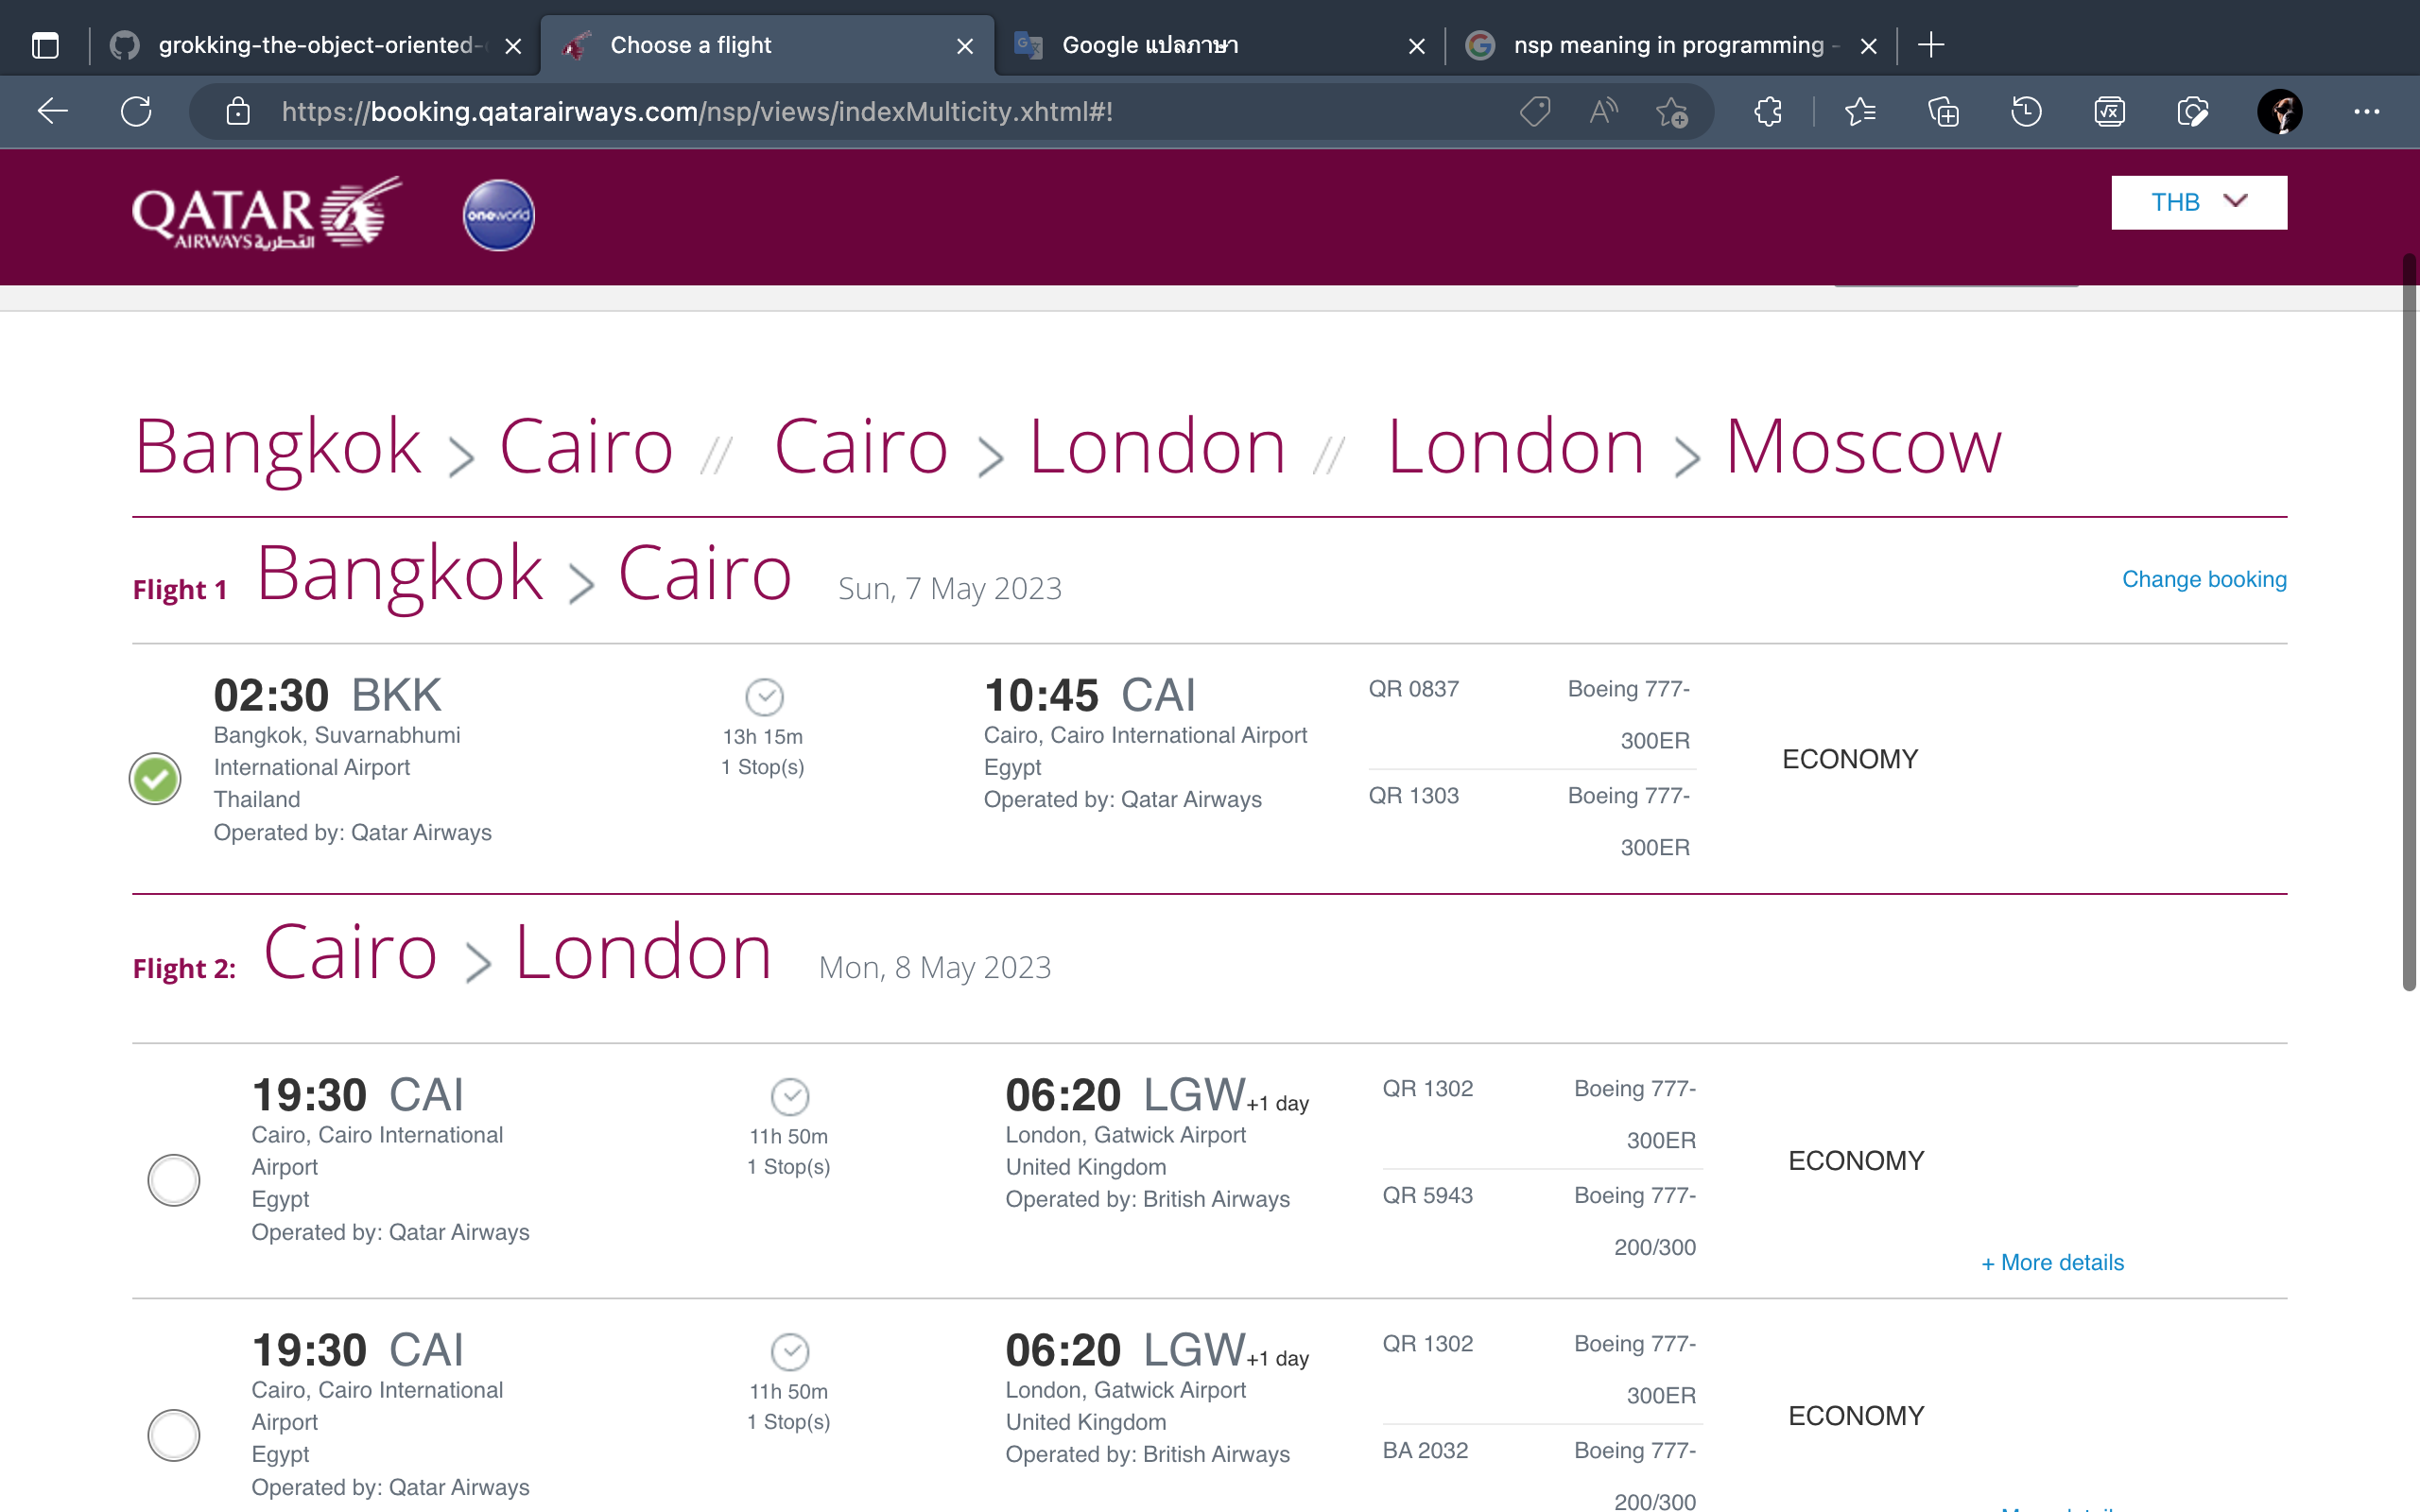 grokking-the-object-oriented-
Choose a flight
Google แปลภาษา
nsp meaning in programming -
https://booking.qatarairways.com/nsp/views/indexMulticity.xhtml#!
QATAR
AIRWAYS القطرية
oneworld
THB
Bangkok > Cairo // Cairo > London // London > Moscow
Flight 1 Bangkok > Cairo Sun, 7 May 2023
Change booking
02:30 BKK
Bangkok, Suvarnabhumi
International Airport
Thailand
Operated by: Qatar Airways
13h 15m
1 Stop(s)
10:45 CAI
Cairo, Cairo International Airport
Egypt
Operated by: Qatar Airways
QR 0837 Boeing 777-
300ER
QR 1303 Boeing 777-
300ER
ECONOMY
Flight 2: Cairo > London Mon, 8 May 2023
19:30 CAI
Cairo, Cairo International
Airport
Egypt
Operated by: Qatar Airways
11h 50m
1 Stop(s)
06:20 LGW+1 day
London, Gatwick Airport
United Kingdom
Operated by: British Airways
QR 1302 Boeing 777-
300ER
QR 5943 Boeing 777-
200/300
ECONOMY
+ More details
19:30 CAI
Cairo, Cairo International
Airport
Egypt
Operated by: Qatar Airways
11h 50m
1 Stop(s)
06:20 LGW+1 day
London, Gatwick Airport
United Kingdom
Operated by: British Airways
QR 1302 Boeing 777-
300ER
BA 2032 Boeing 777-
200/300
ECONOMY